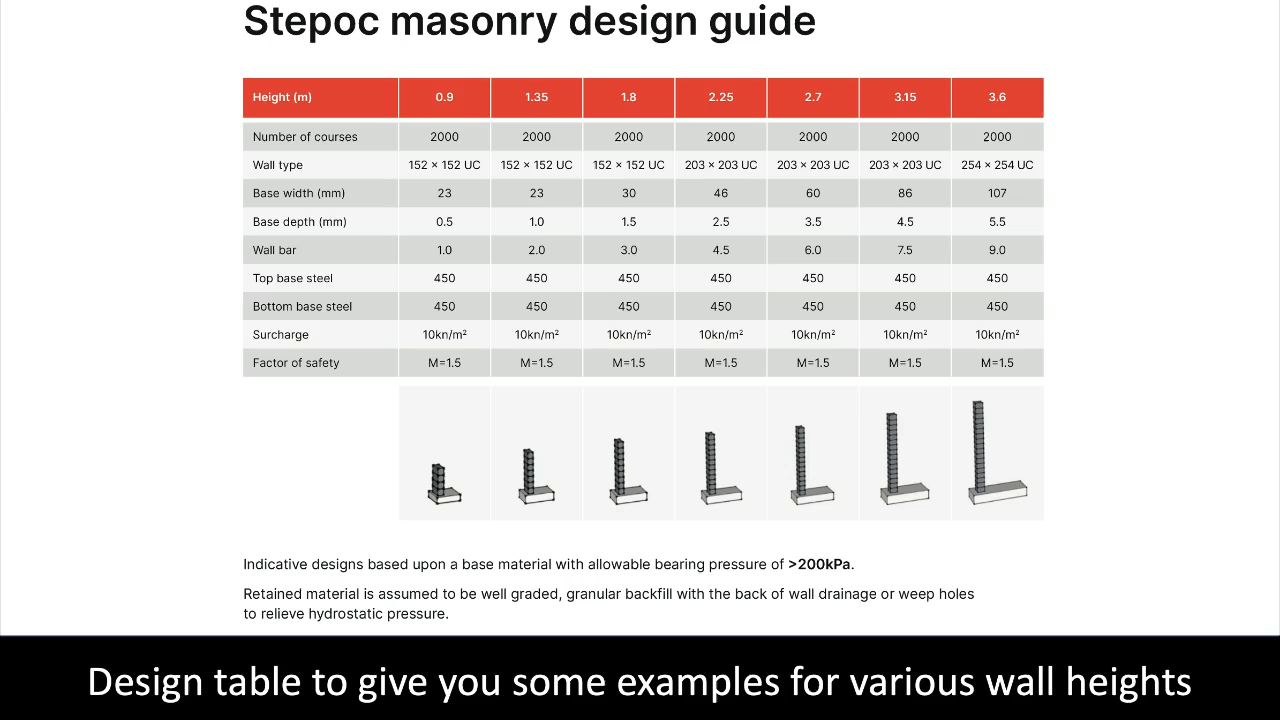 Stepoc masonry design guide
Height (m) 0.9 1.35 1.8 2.25 2.7 3.15 3.6
Number of courses 2000 2000 2000 2000 2000 2000 2000
Wall type 152 × 152 UC 152 × 152 UC 152 × 152 UC 203 × 203 UC 203 × 203 UC 203 × 203 UC 254 × 254 UC
Base width (mm) 23 23 30 46 60 86 107
Base depth (mm) 0.5 1.0 1.5 2.5 3.5 4.5 5.5
Wall bar 1.0 2.0 3.0 4.5 6.0 7.5 9.0
Top base steel 450 450 450 450 450 450 450
Bottom base steel 450 450 450 450 450 450 450
Surcharge 10kn/m² 10kn/m² 10kn/m² 10kn/m² 10kn/m² 10kn/m² 10kn/m²
Factor of safety M=1.5 M=1.5 M=1.5 M=1.5 M=1.5 M=1.5 M=1.5
Indicative designs based upon a base material with allowable bearing pressure of >200kPa.
Retained material is assumed to be well graded, granular backfill with the back of wall drainage or weep holes
to relieve hydrostatic pressure.
Design table to give you some examples for various wall heights